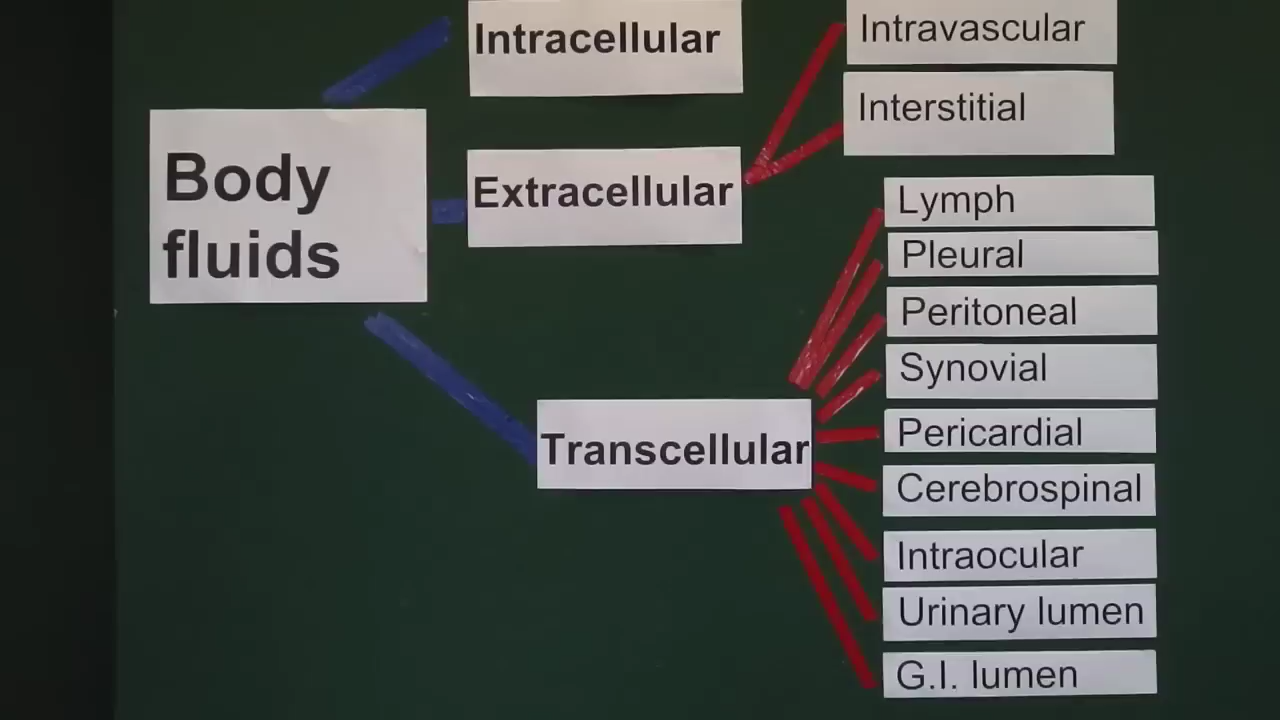 Body
fluids
Intracellular
Extracellular
Transcellular
Intravascular
Interstitial
Lymph
Pleural
Peritoneal
Synovial
Pericardial
Cerebrospinal
Intraocular
Urinary lumen
G.I. lumen